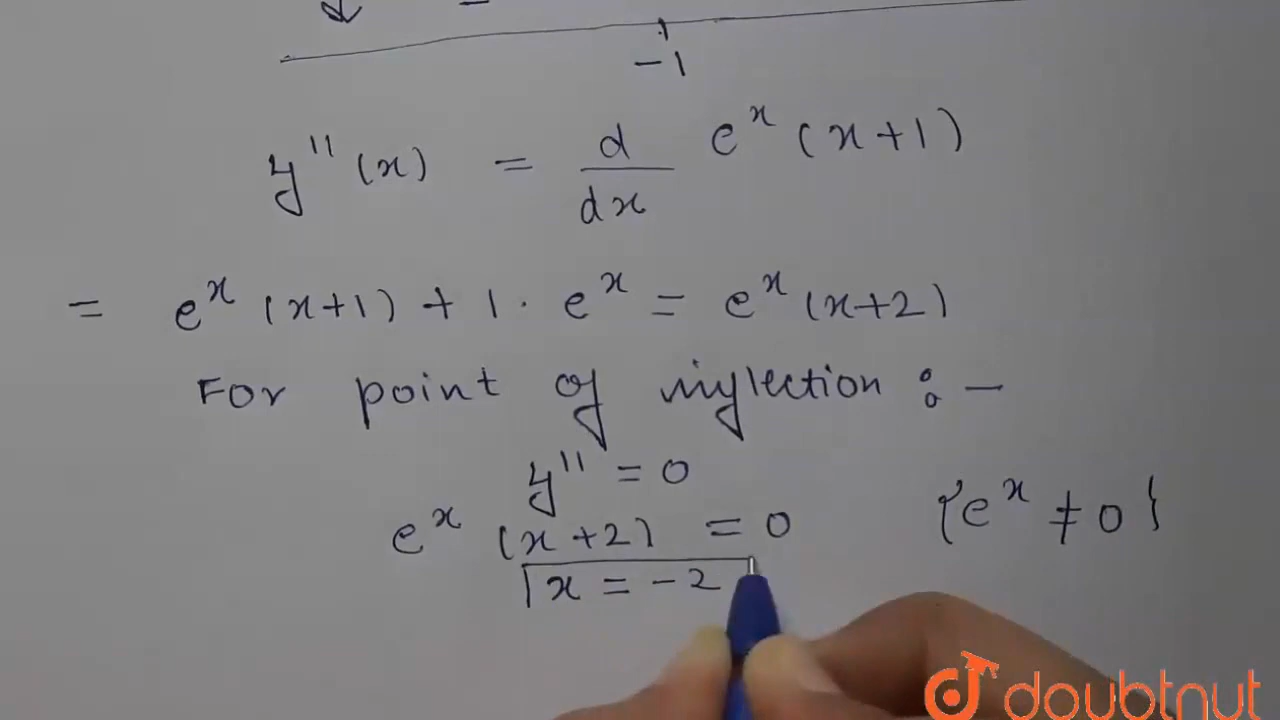 ↓ -
-1
y''(x) = d/dx e^x (x+1)
= e^x (x+1) + 1. e^x = e^x (x+2)
For point of inflection :-
y'' = 0
e^x (x+2) = 0 {e^x ≠ 0}
x = -2
doubtnut